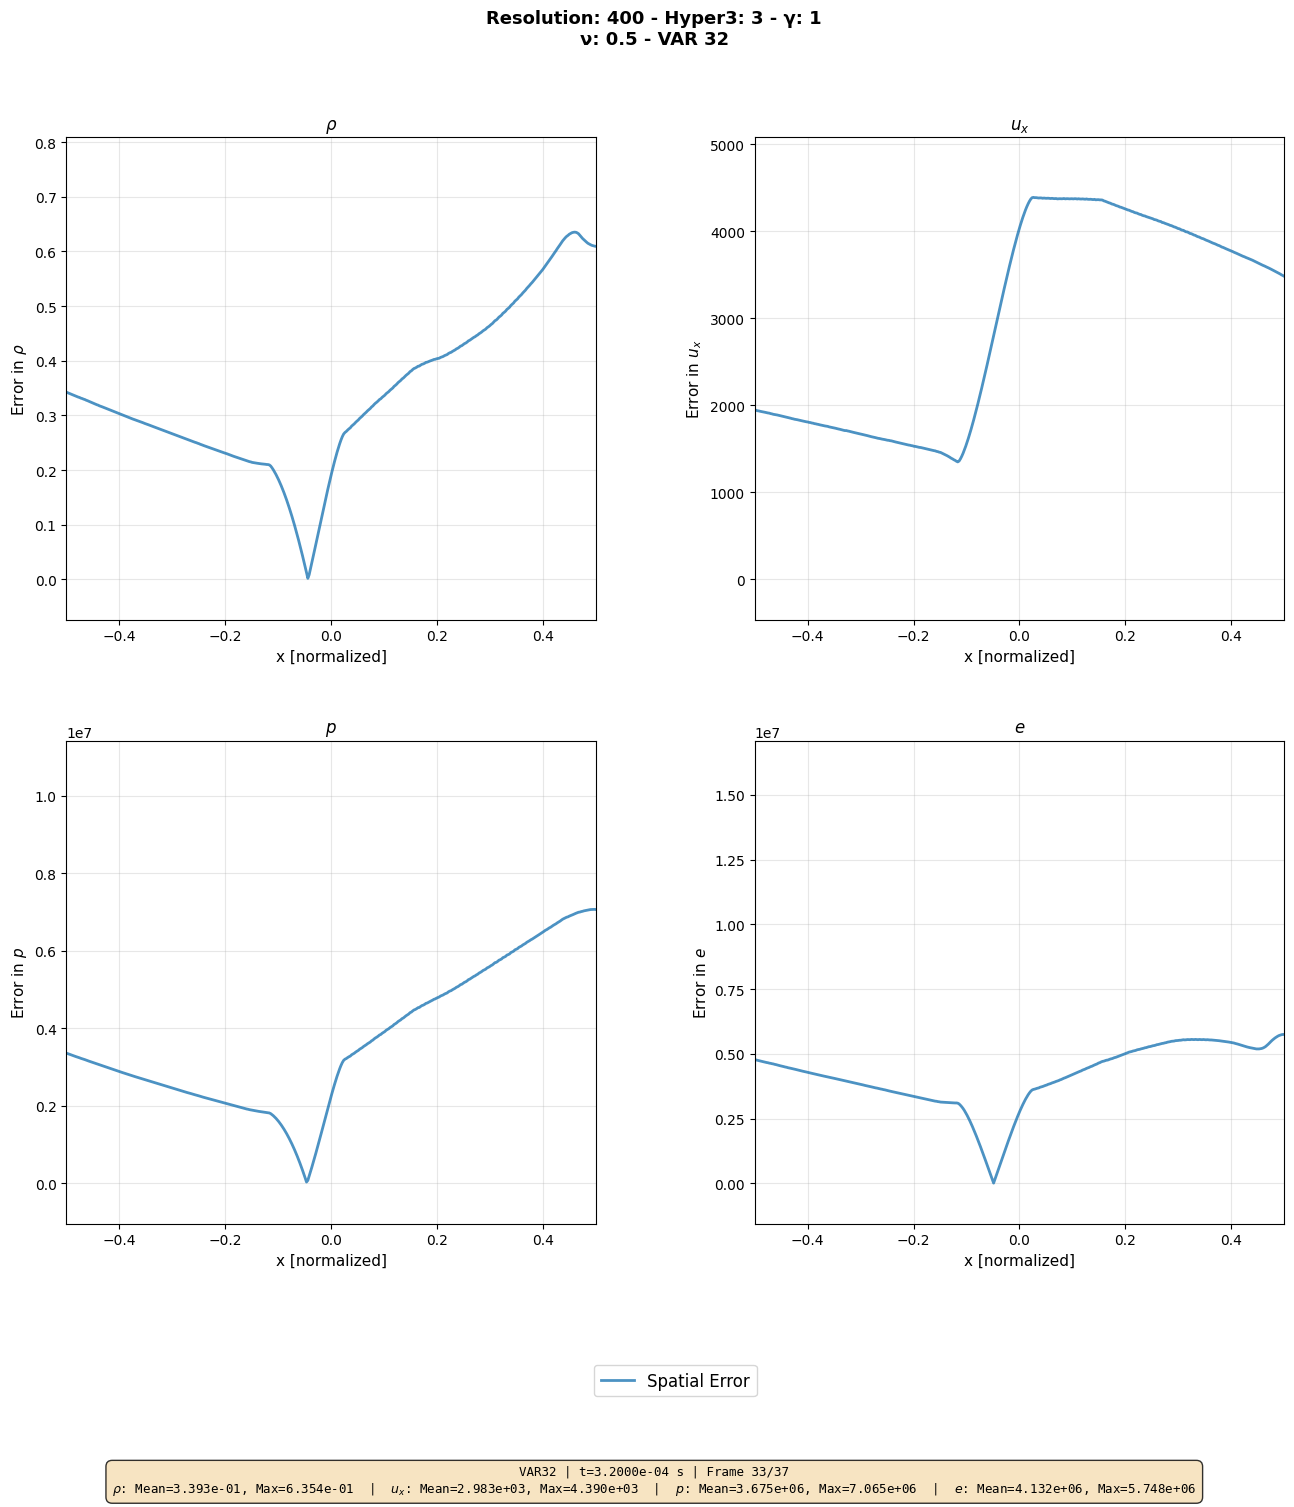 Resolution: 400 - Hyper3: 3 - γ: 1
ν: 0.5 - VAR 32
ρ
Error in ρ
0.8
0.7
0.6
0.5
0.4
0.3
0.2
0.1
0.0
−0.4 −0.2 0.0 0.2 0.4
x [normalized]
u_x
Error in u_x
5000
4000
3000
2000
1000
0
−0.4 −0.2 0.0 0.2 0.4
x [normalized]
p
1e7
Error in p
1.0
0.8
0.6
0.4
0.2
0.0
−0.4 −0.2 0.0 0.2 0.4
x [normalized]
e
1e7
Error in e
1.50
1.25
1.00
0.75
0.50
0.25
0.00
−0.4 −0.2 0.0 0.2 0.4
x [normalized]
Spatial Error
VAR32 | t=3.2000e-04 s | Frame 33/37
ρ: Mean=3.393e-01, Max=6.354e-01 | u_x: Mean=2.983e+03, Max=4.390e+03 | p: Mean=3.675e+06, Max=7.065e+06 | e: Mean=4.132e+06, Max=5.748e+06